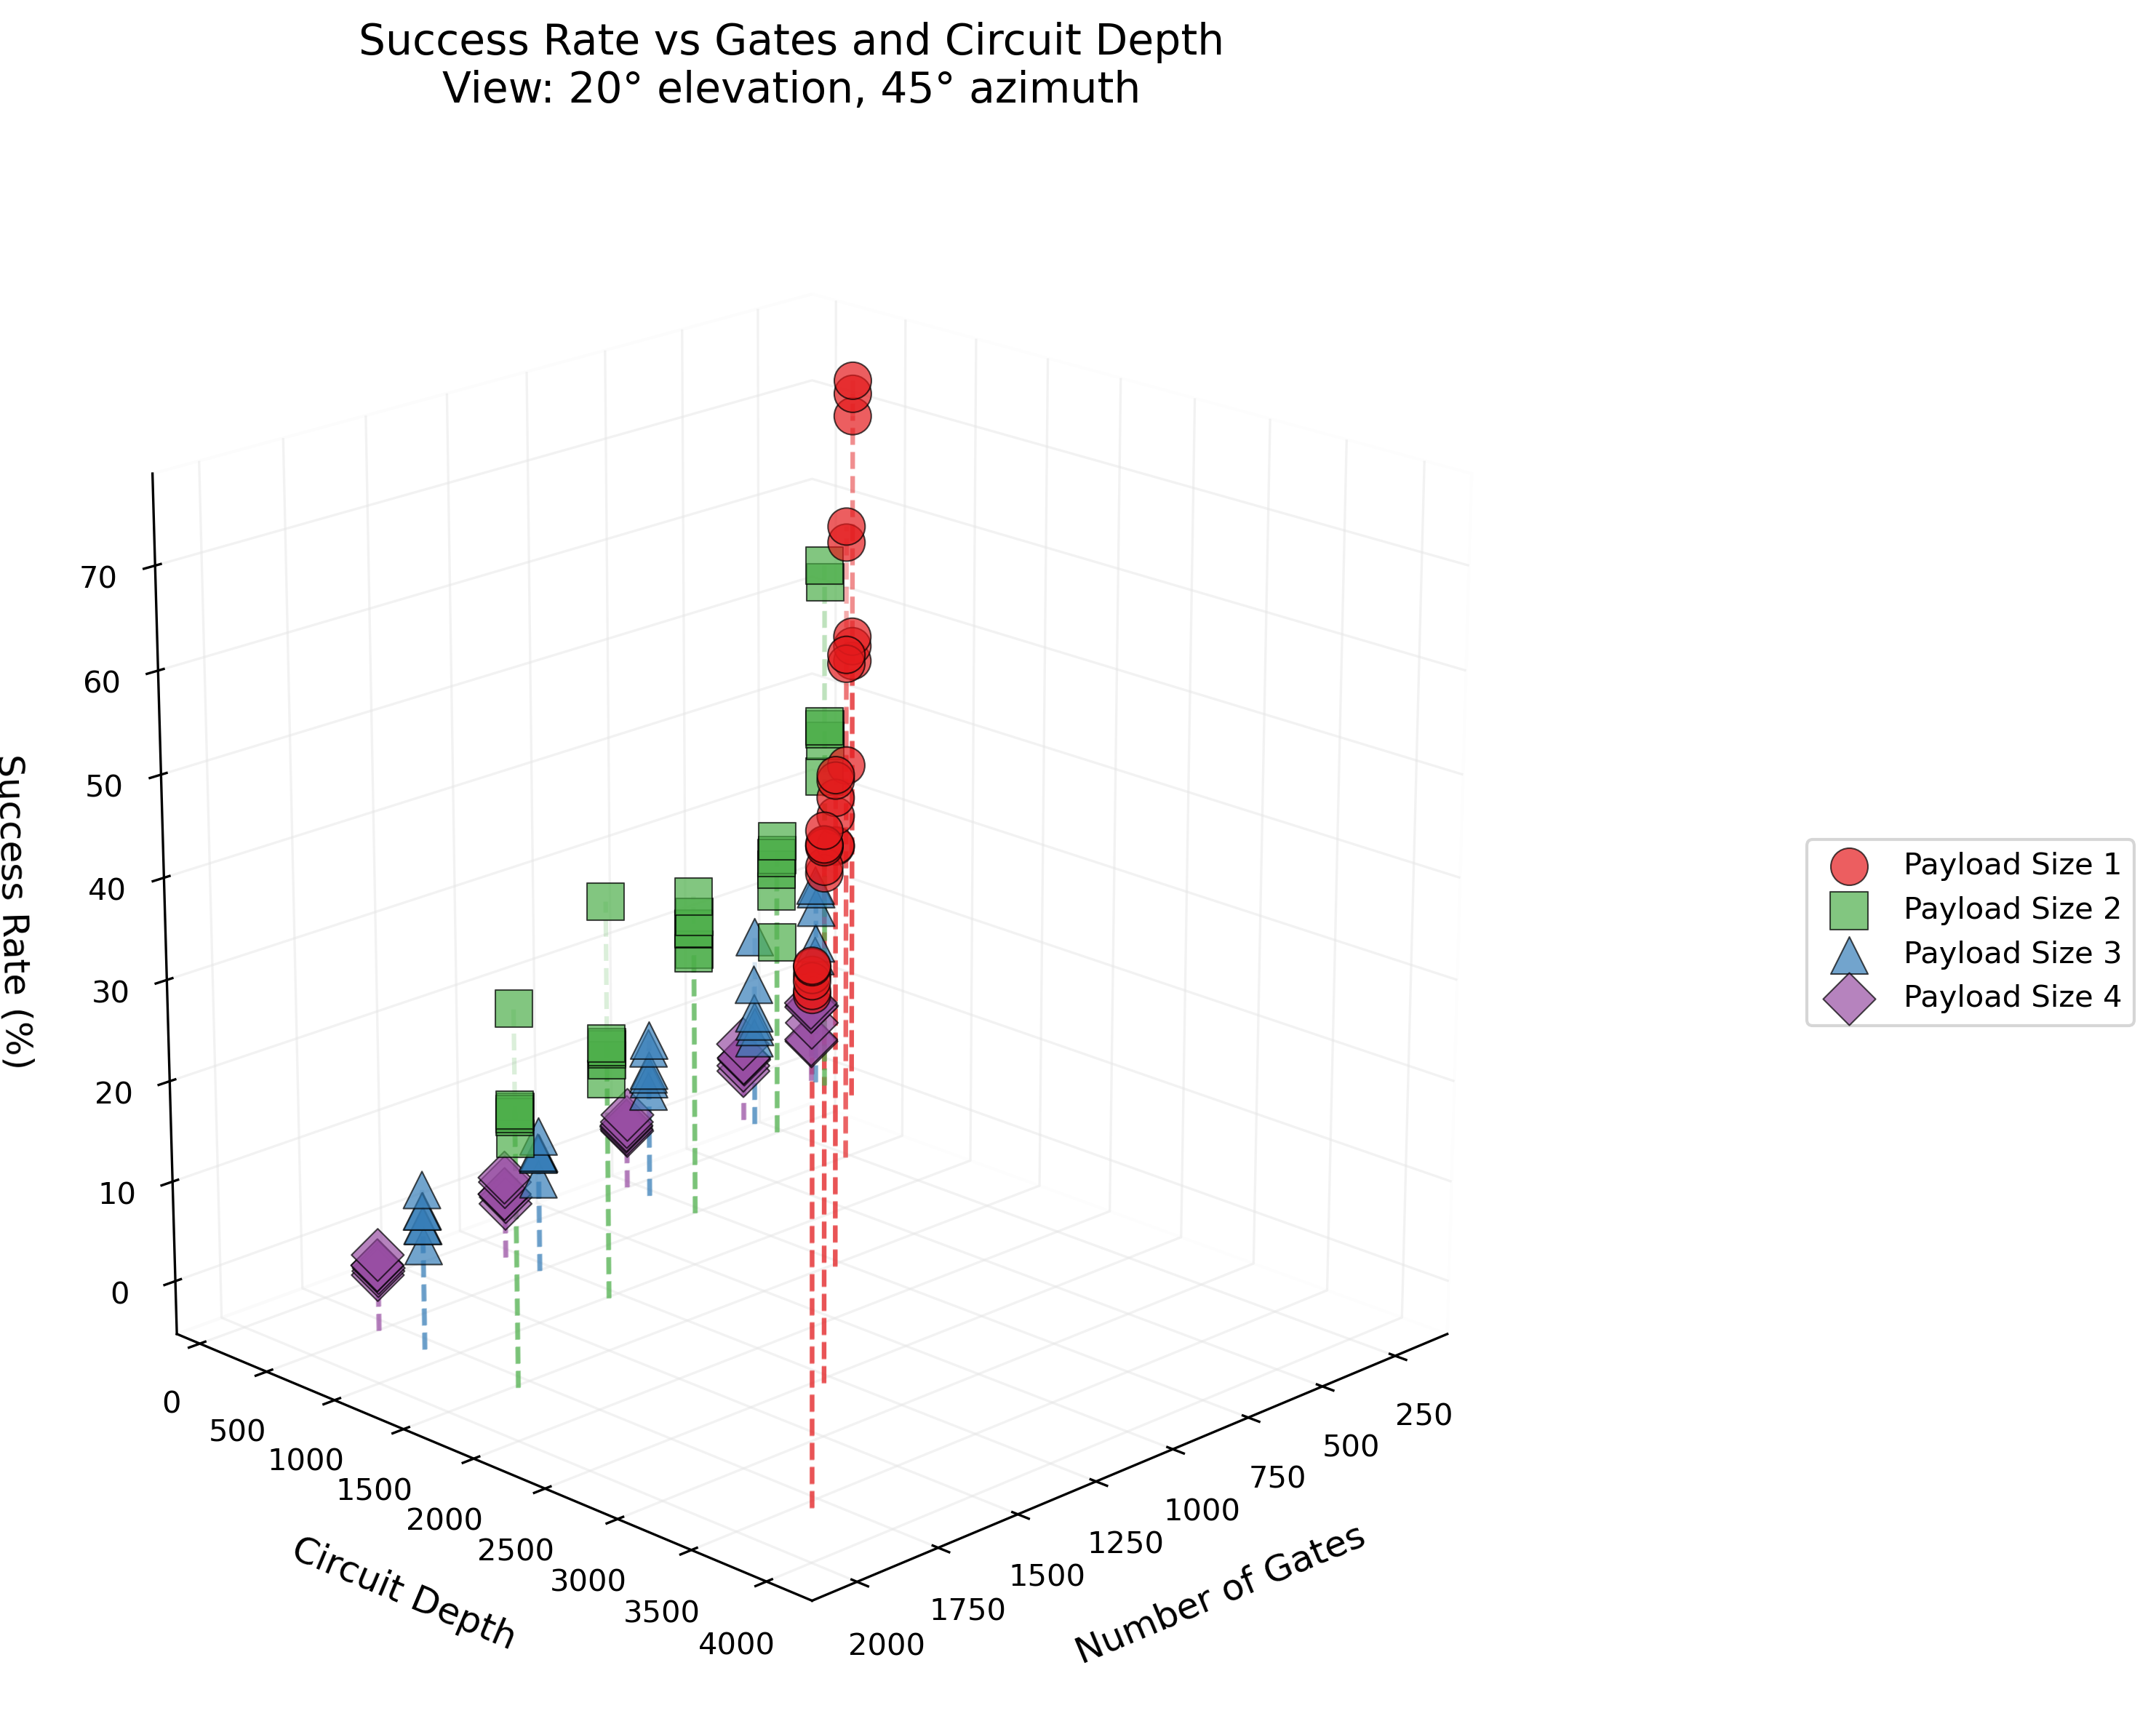 Success Rate vs Gates and Circuit Depth
View: 20° elevation, 45° azimuth
70
60
50
40
30
20
10
0
Success Rate (%)
0
500
1000
1500
2000
2500
3000
3500
4000
Circuit Depth
250
500
750
1000
1250
1500
1750
2000
Number of Gates
Payload Size 1
Payload Size 2
Payload Size 3
Payload Size 4